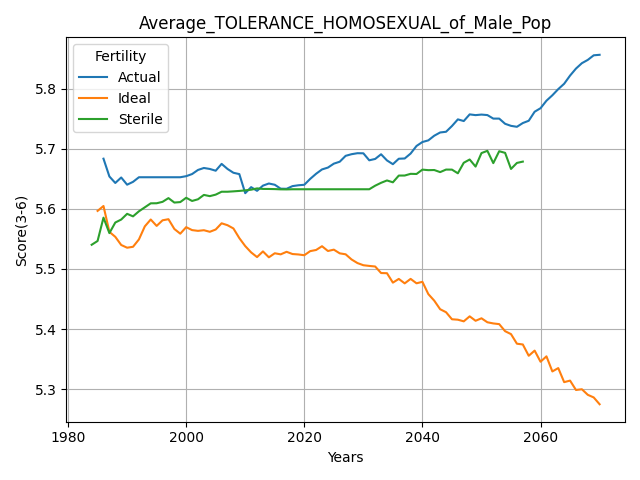 Average_TOLERANCE_HOMOSEXUAL_of_Male_Pop
Fertility
Actual
Ideal
Sterile
Score(3-6)
5.8
5.7
5.6
5.5
5.4
5.3
1980 2000 2020 2040 2060
Years